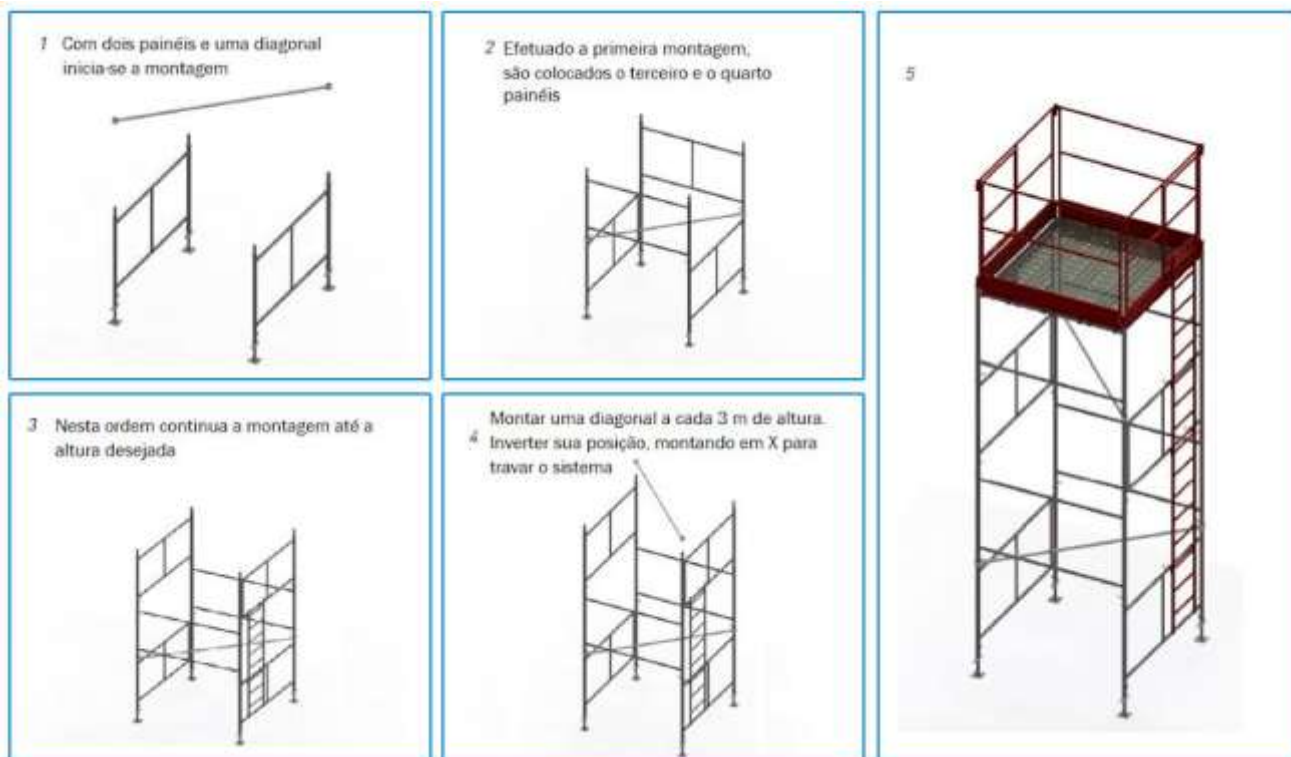 1 Com dois painéis e uma diagonal
inicia-se a montagem
2 Efetuado a primeira montagem,
são colocados o terceiro e o quarto
painéis
3 Nesta ordem continua a montagem até a
altura desejada
4 Montar uma diagonal a cada 3 m de altura.
Inverter sua posição, montando em X para
travar o sistema
5